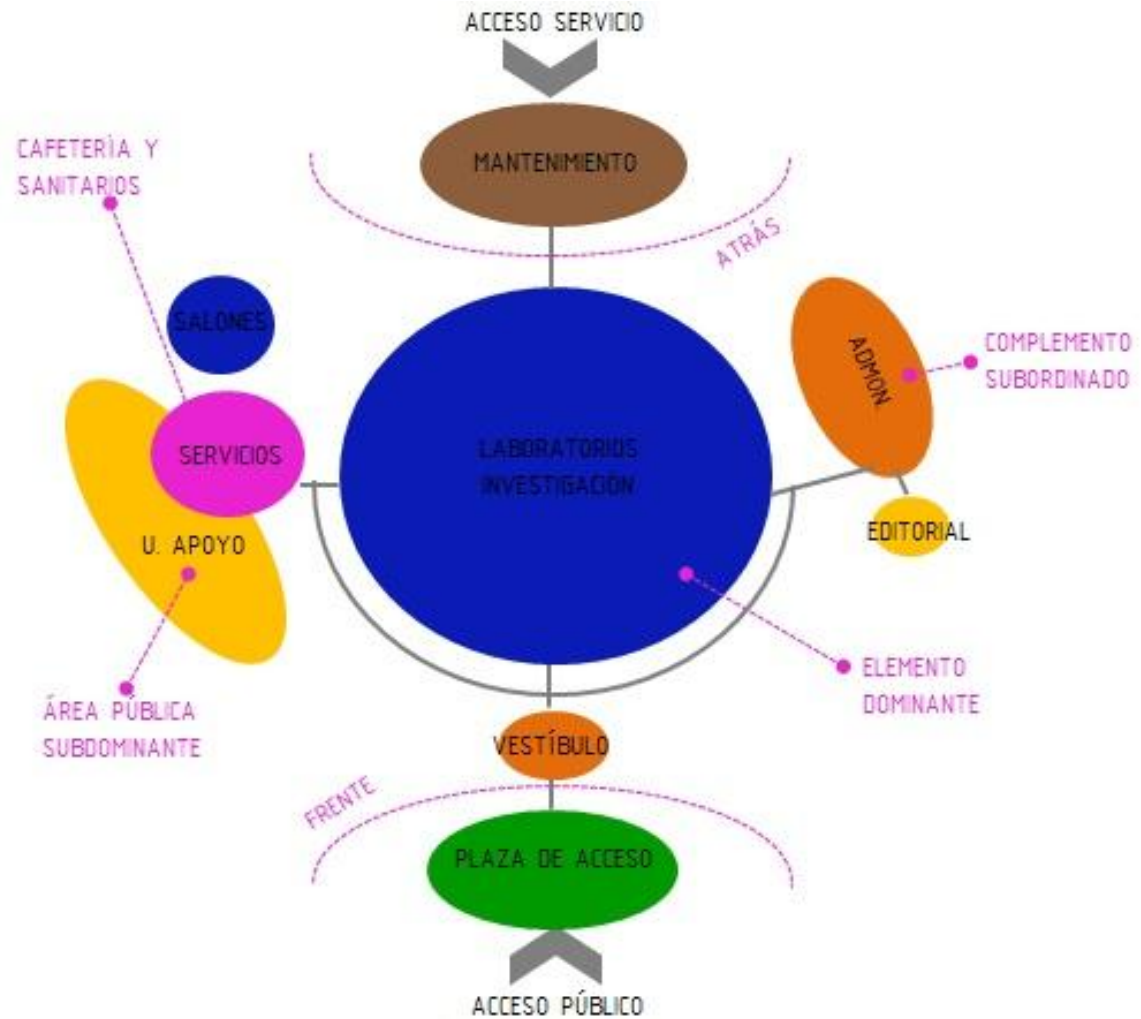 ACCESO SERVICIO
CAFETERÌA Y
SANITARIOS
MANTENIMIENTO
ATRÁS
SALONES
ADMON.
COMPLEMENTO
SUBORDINADO
SERVICIOS
LABORATORIOS
INVESTIGACIÓN
U. APOYO
EDITORIAL
ÁREA PÚBLICA
SUBDOMINANTE
ELEMENTO
DOMINANTE
VESTÍBULO
FRENTE
PLAZA DE ACCESO
ACCESO PÚBLICO